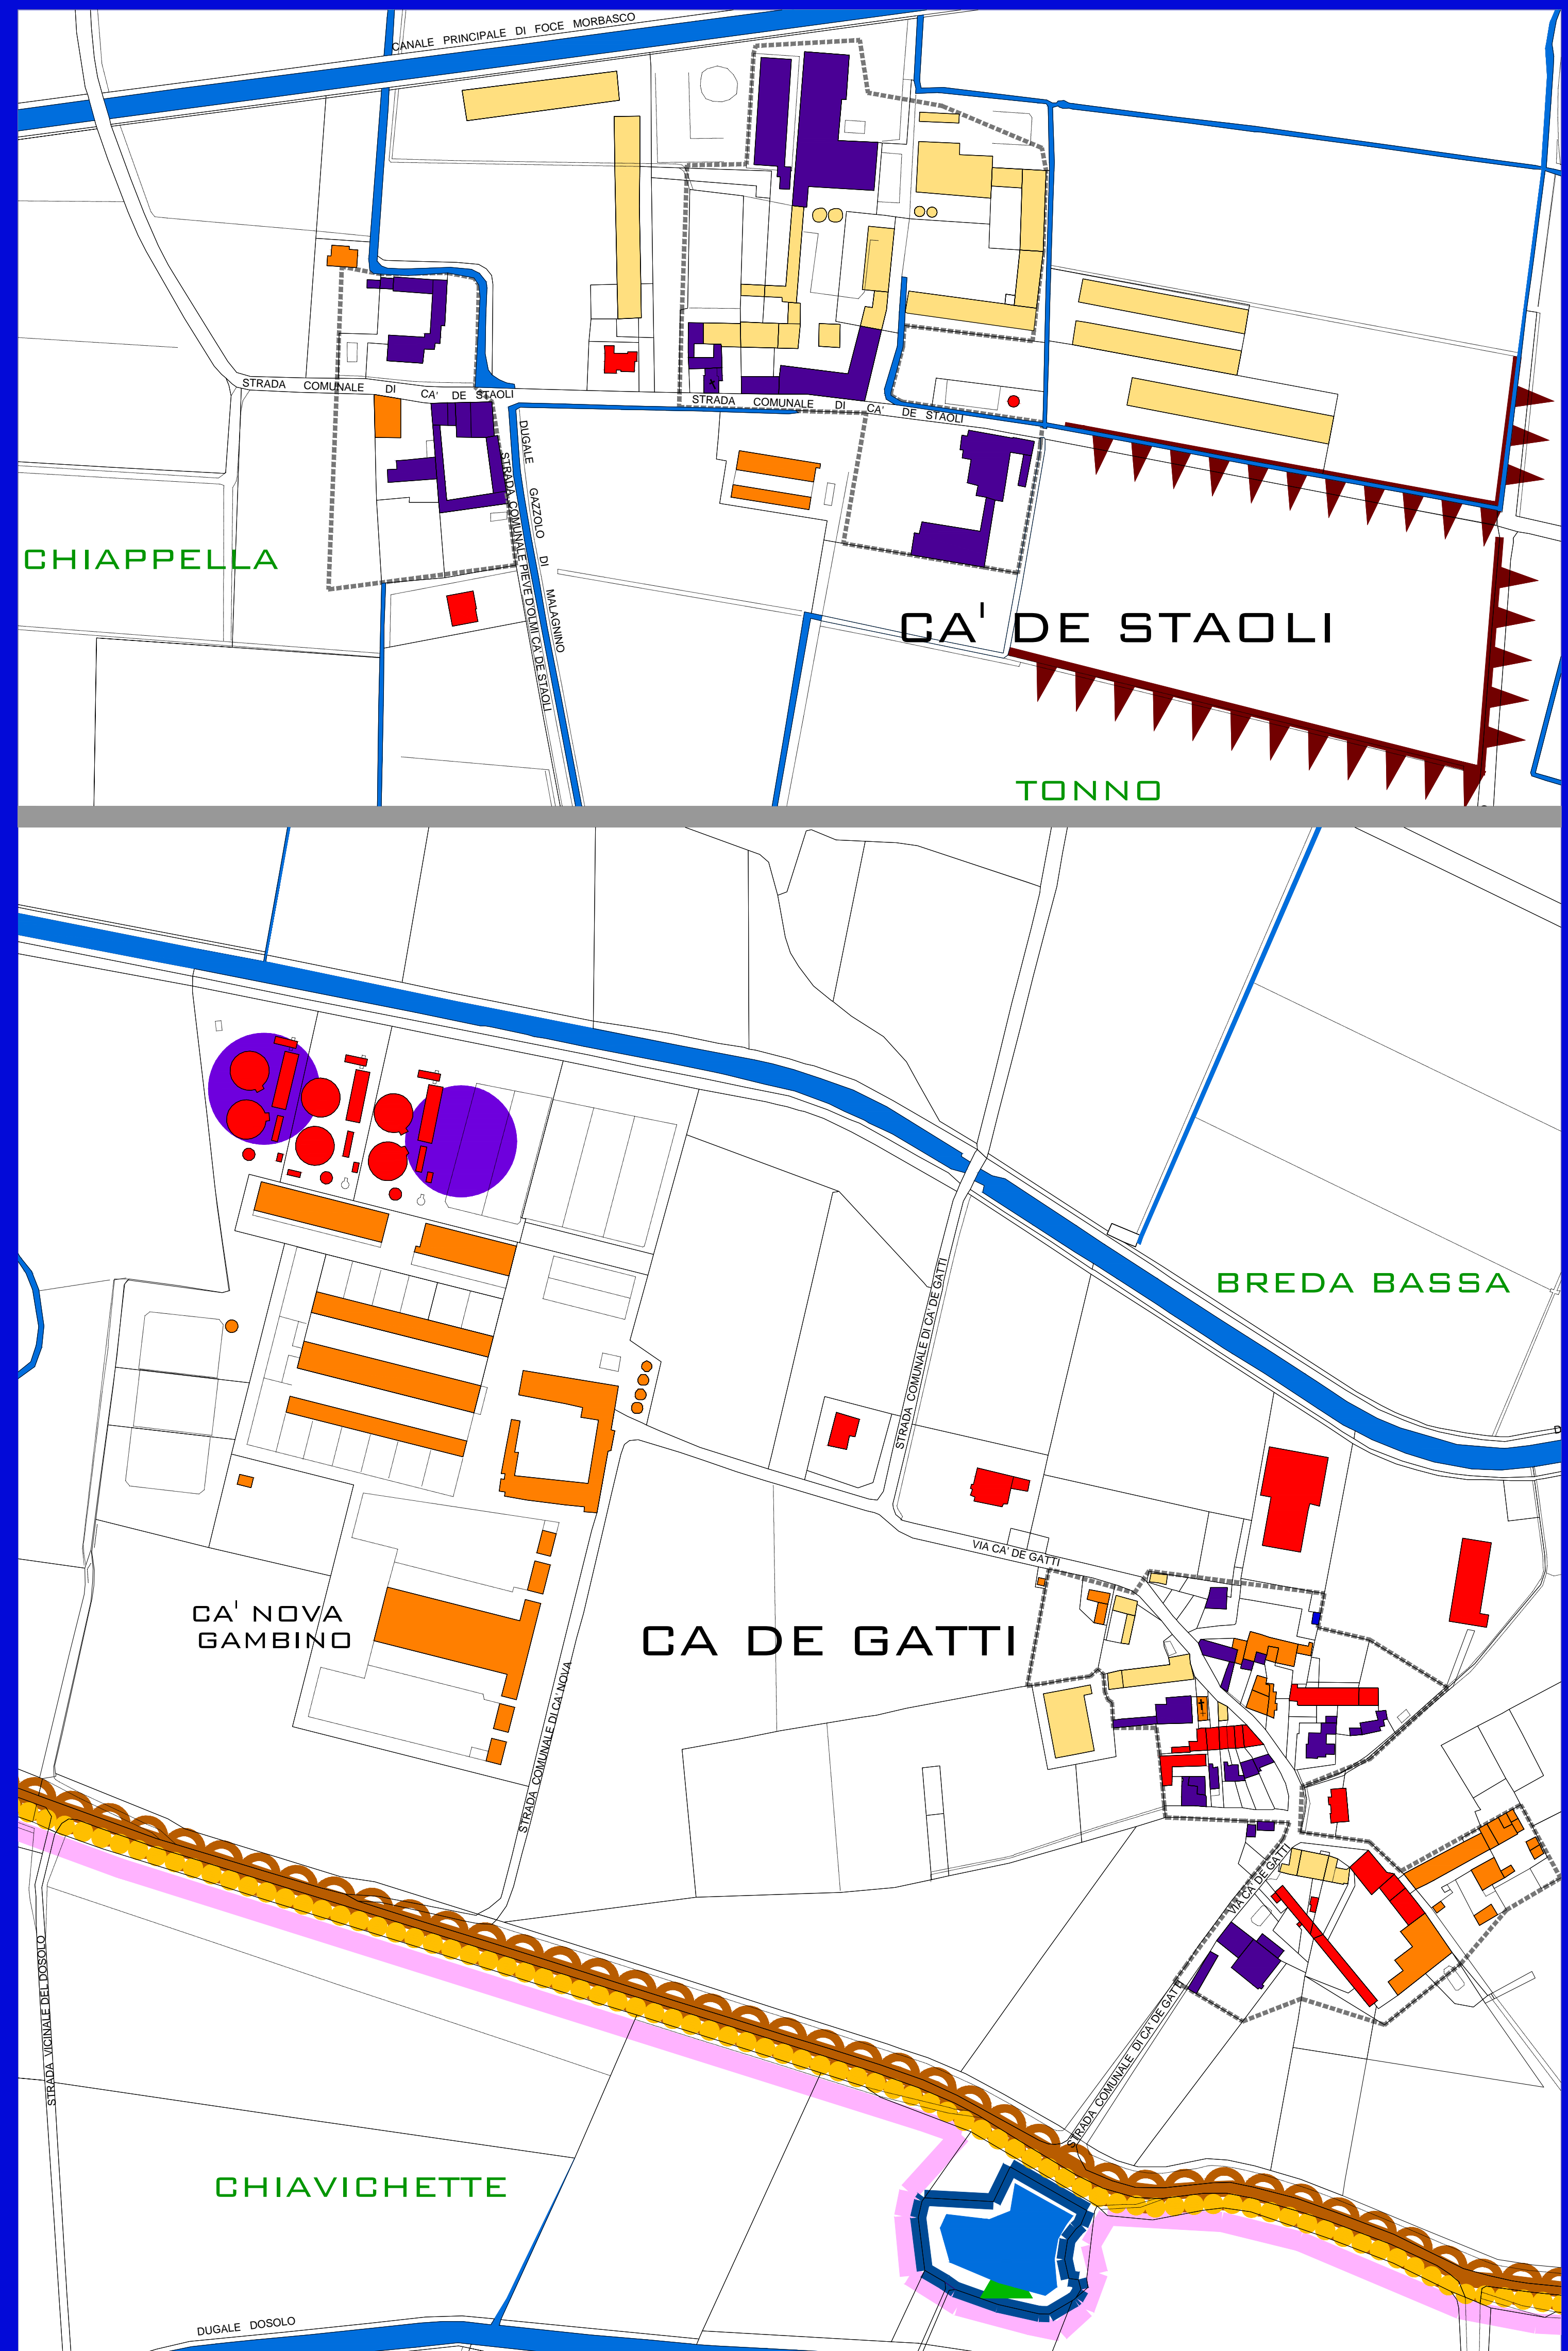 CANALE PRINCIPALE DI FOCE MORBASCO
STRADA COMUNALE DI CA' DE STAOLI
STRADA COMUNALE DI CA' DE STAOLI
DUGALE GAZZOLO DI MALAGNINO
STRADA COMUNALE PIEVE D'OLMI CA' DE STAOLI
CHIAPPELLA
CA' DE STAOLI
TONNO
BREDA BASSA
STRADA COMUNALE DI CA' DE GATTI
D
VIA CA' DE GATTI
CA' NOVA
GAMBINO
CA DE GATTI
STRADA COMUNALE DI CA' NOVA
VIA CA' DE GATTI
STRADA VICINALE DEL DOSOLO
STRADA COMUNALE DI CA' DE GATTI
CHIAVICHETTE
DUGALE DOSOLO